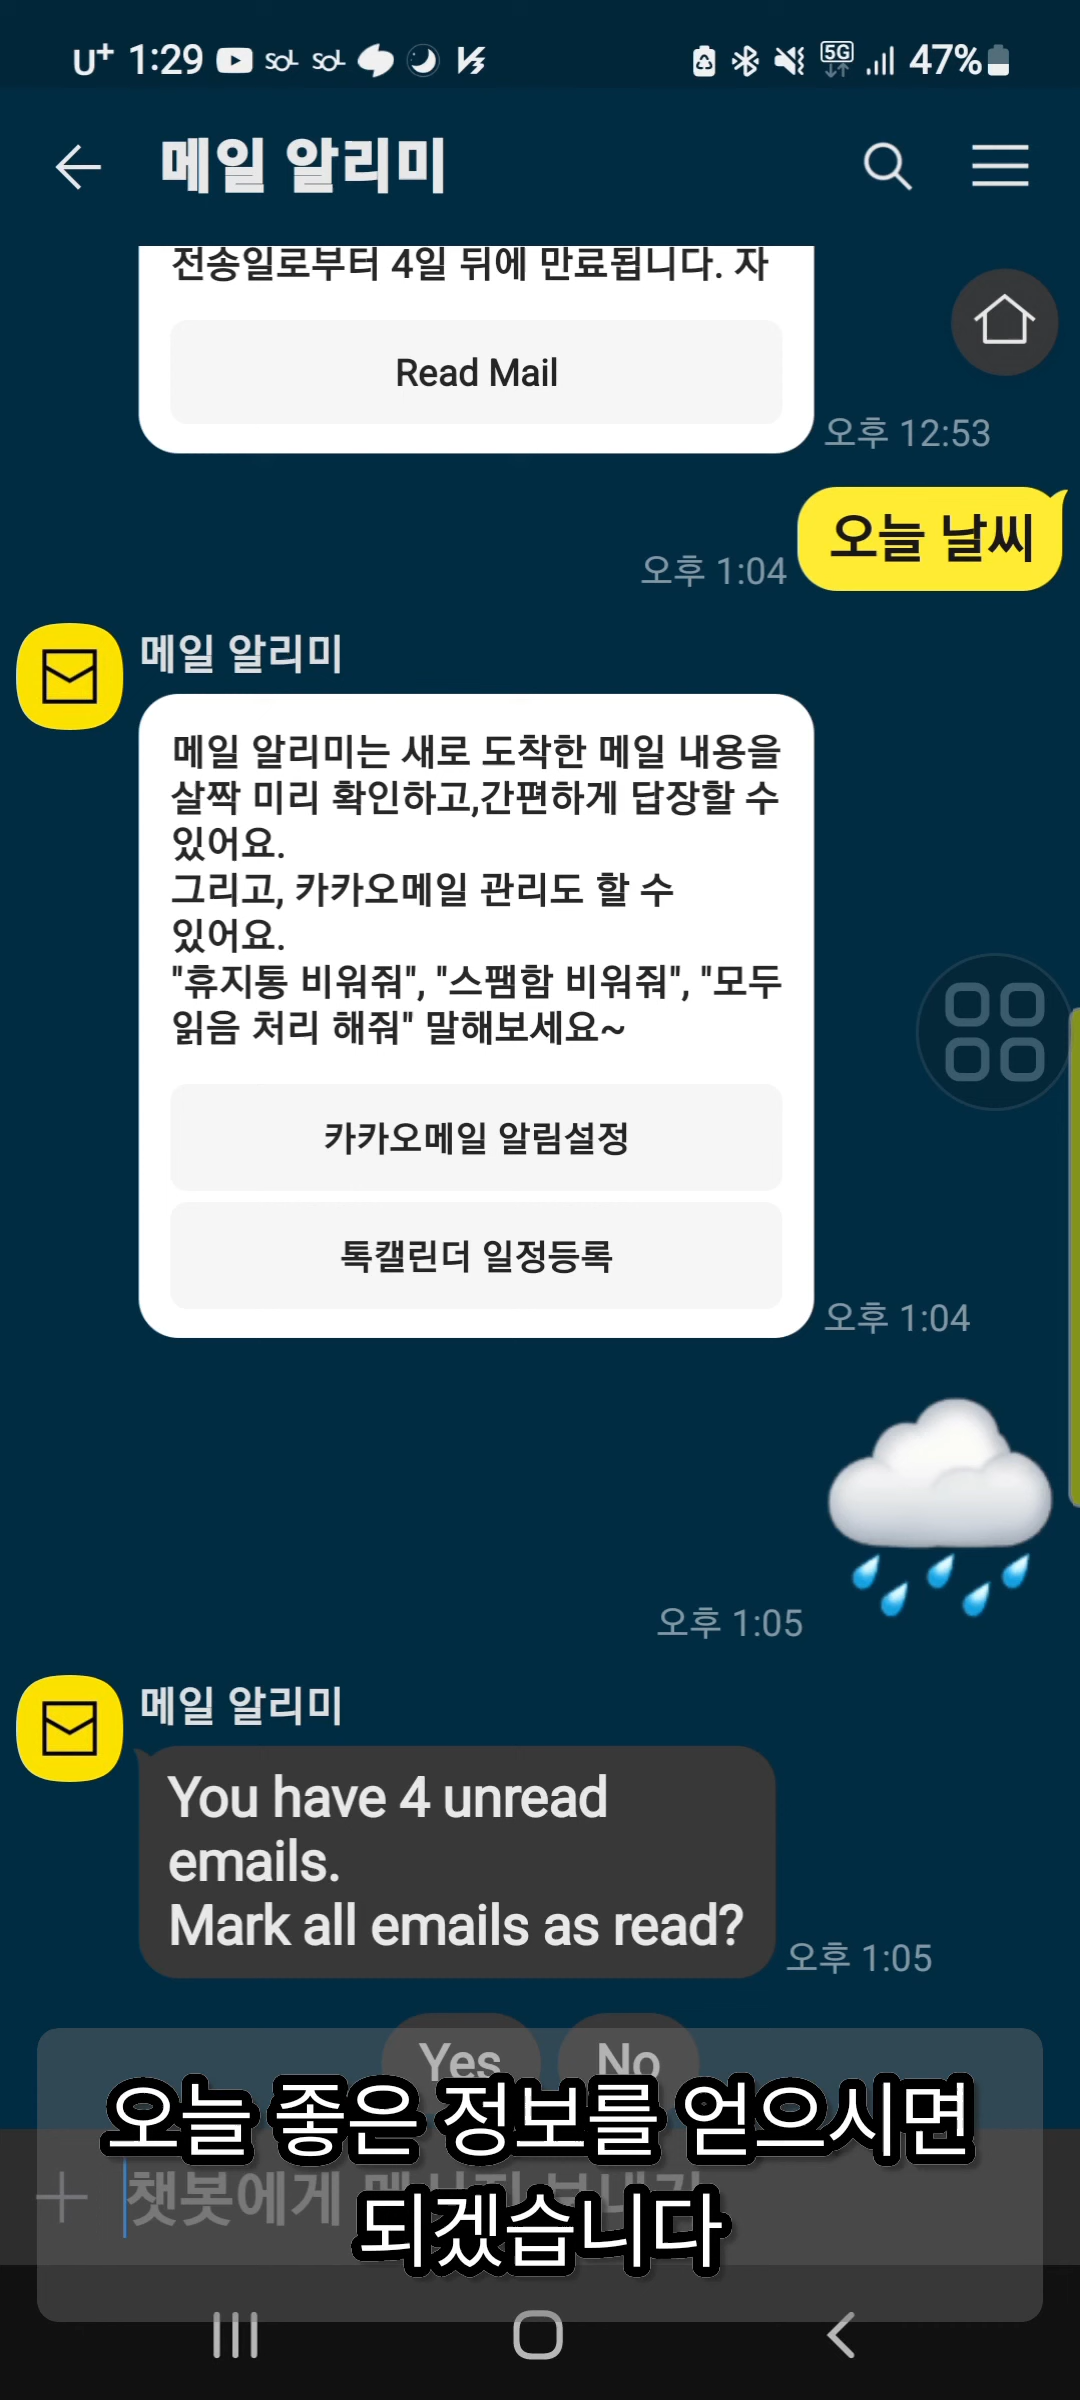 U+ 1:29 SOL SOL 5G 47%
메일 알리미
전송일로부터 4일 뒤에 만료됩니다. 자
Read Mail
오후 12:53
오늘 날씨
오후 1:04
메일 알리미
메일 알리미는 새로 도착한 메일 내용을
살짝 미리 확인하고,간편하게 답장할 수
있어요.
그리고, 카카오메일 관리도 할 수
있어요.
"휴지통 비워줘", "스팸함 비워줘", "모두
읽음 처리 해줘" 말해보세요~
카카오메일 알림설정
톡캘린더 일정등록
오후 1:04
오후 1:05
메일 알리미
You have 4 unread
emails.
Mark all emails as read?
오후 1:05
Yes No
오늘 좋은 정보를 얻으시면
챗봇에게
되겠습니다